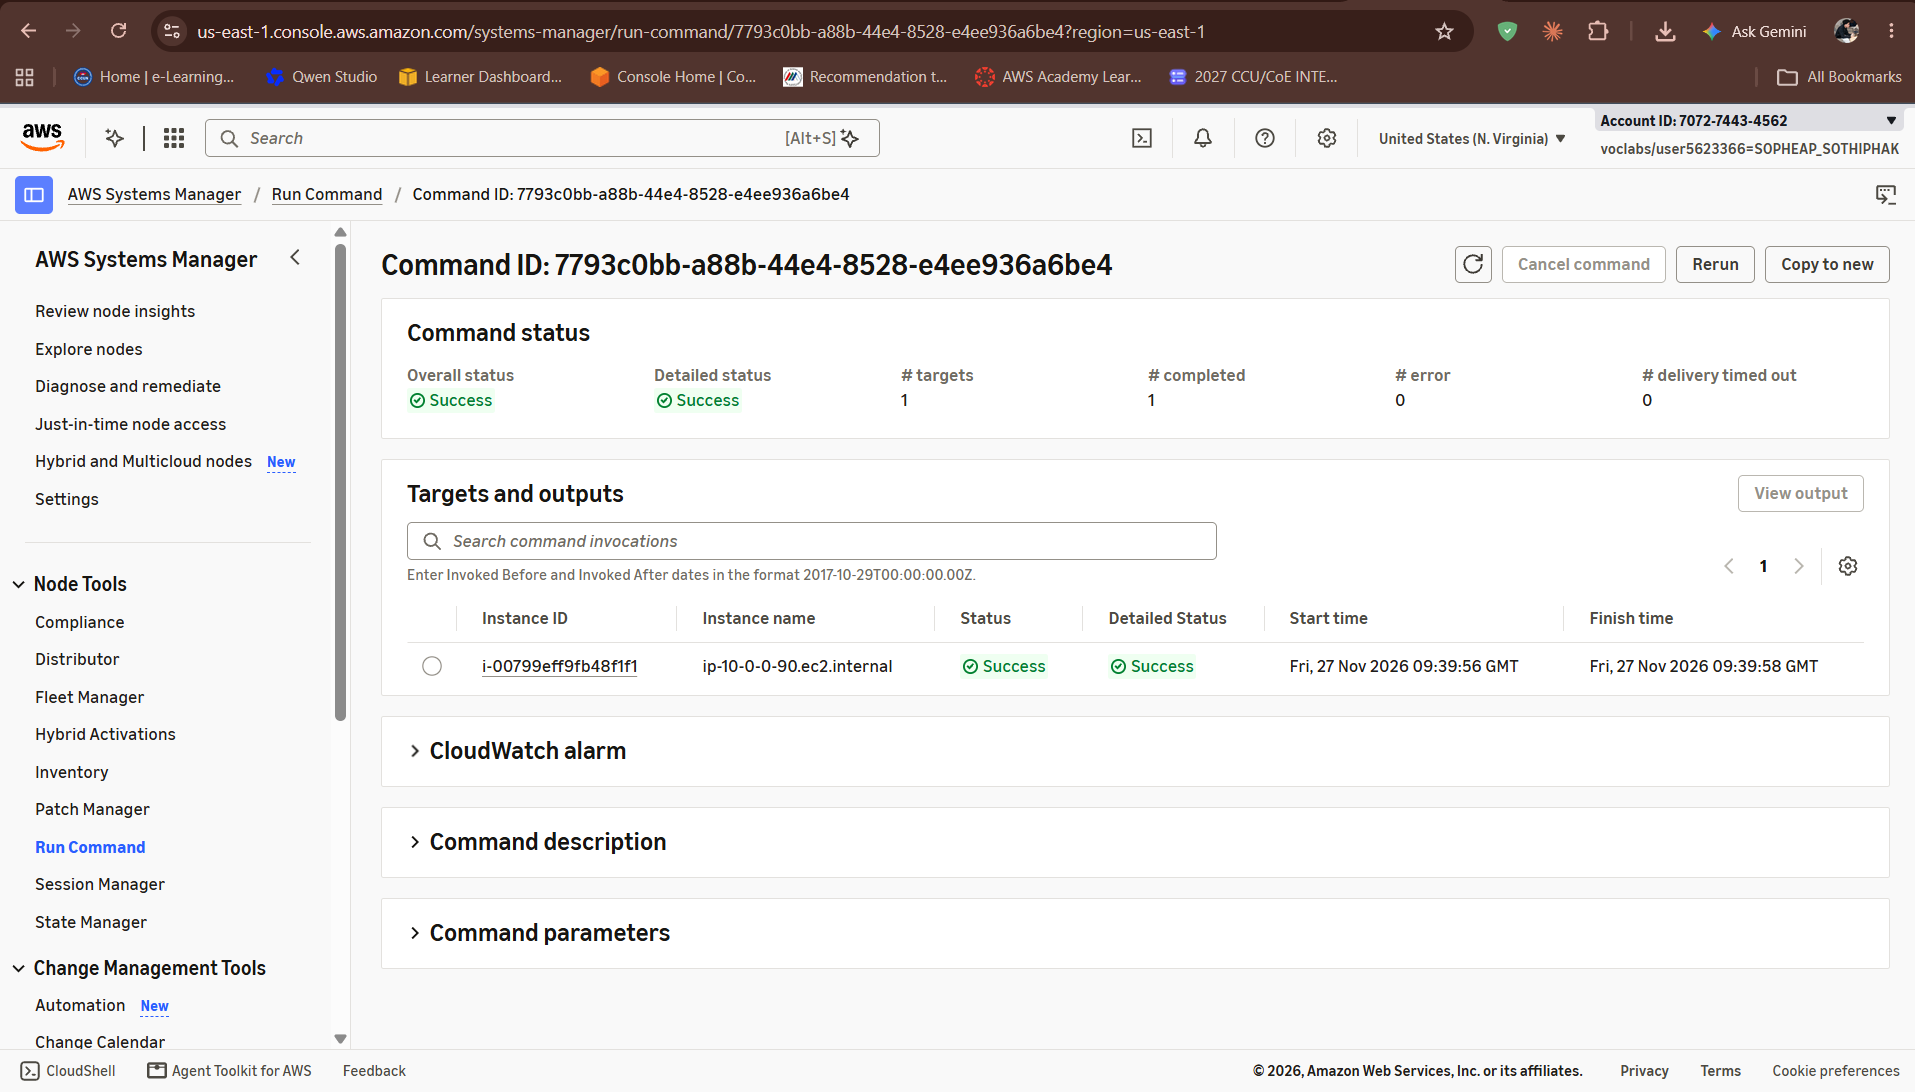 us-east-1.console.aws.amazon.com/systems-manager/run-command/7793c0bb-a88b-44e4-8528-e4ee936a6be4?region=us-east-1
Ask Gemini
Home | e-Learning...
Qwen Studio
Learner Dashboard...
Console Home | Co...
Recommendation t...
AWS Academy Lear...
2027 CCU/CoE INTE...
All Bookmarks
aws
Search
[Alt+S]
United States (N. Virginia)
Account ID: 7072-7443-4562
voclabs/user5623366=SOPHEAP_SOTHIPHAK
AWS Systems Manager / Run Command / Command ID: 7793c0bb-a88b-44e4-8528-e4ee936a6be4
AWS Systems Manager
Review node insights
Explore nodes
Diagnose and remediate
Just-in-time node access
Hybrid and Multicloud nodes New
Settings
Node Tools
Compliance
Distributor
Fleet Manager
Hybrid Activations
Inventory
Patch Manager
Run Command
Session Manager
State Manager
Change Management Tools
Automation New
Change Calendar
Command ID: 7793c0bb-a88b-44e4-8528-e4ee936a6be4
Cancel command
Rerun
Copy to new
Command status
Overall status
Success
Detailed status
Success
# targets
1
# completed
1
# error
0
# delivery timed out
0
Targets and outputs
View output
Search command invocations
Enter Invoked Before and Invoked After dates in the format 2017-10-29T00:00:00.00Z.
1
Instance ID Instance name Status Detailed Status Start time Finish time
i-00799eff9fb48f1f1 ip-10-0-0-90.ec2.internal Success Success Fri, 27 Nov 2026 09:39:56 GMT Fri, 27 Nov 2026 09:39:58 GMT
CloudWatch alarm
Command description
Command parameters
CloudShell
Agent Toolkit for AWS
Feedback
© 2026, Amazon Web Services, Inc. or its affiliates.
Privacy
Terms
Cookie preferences